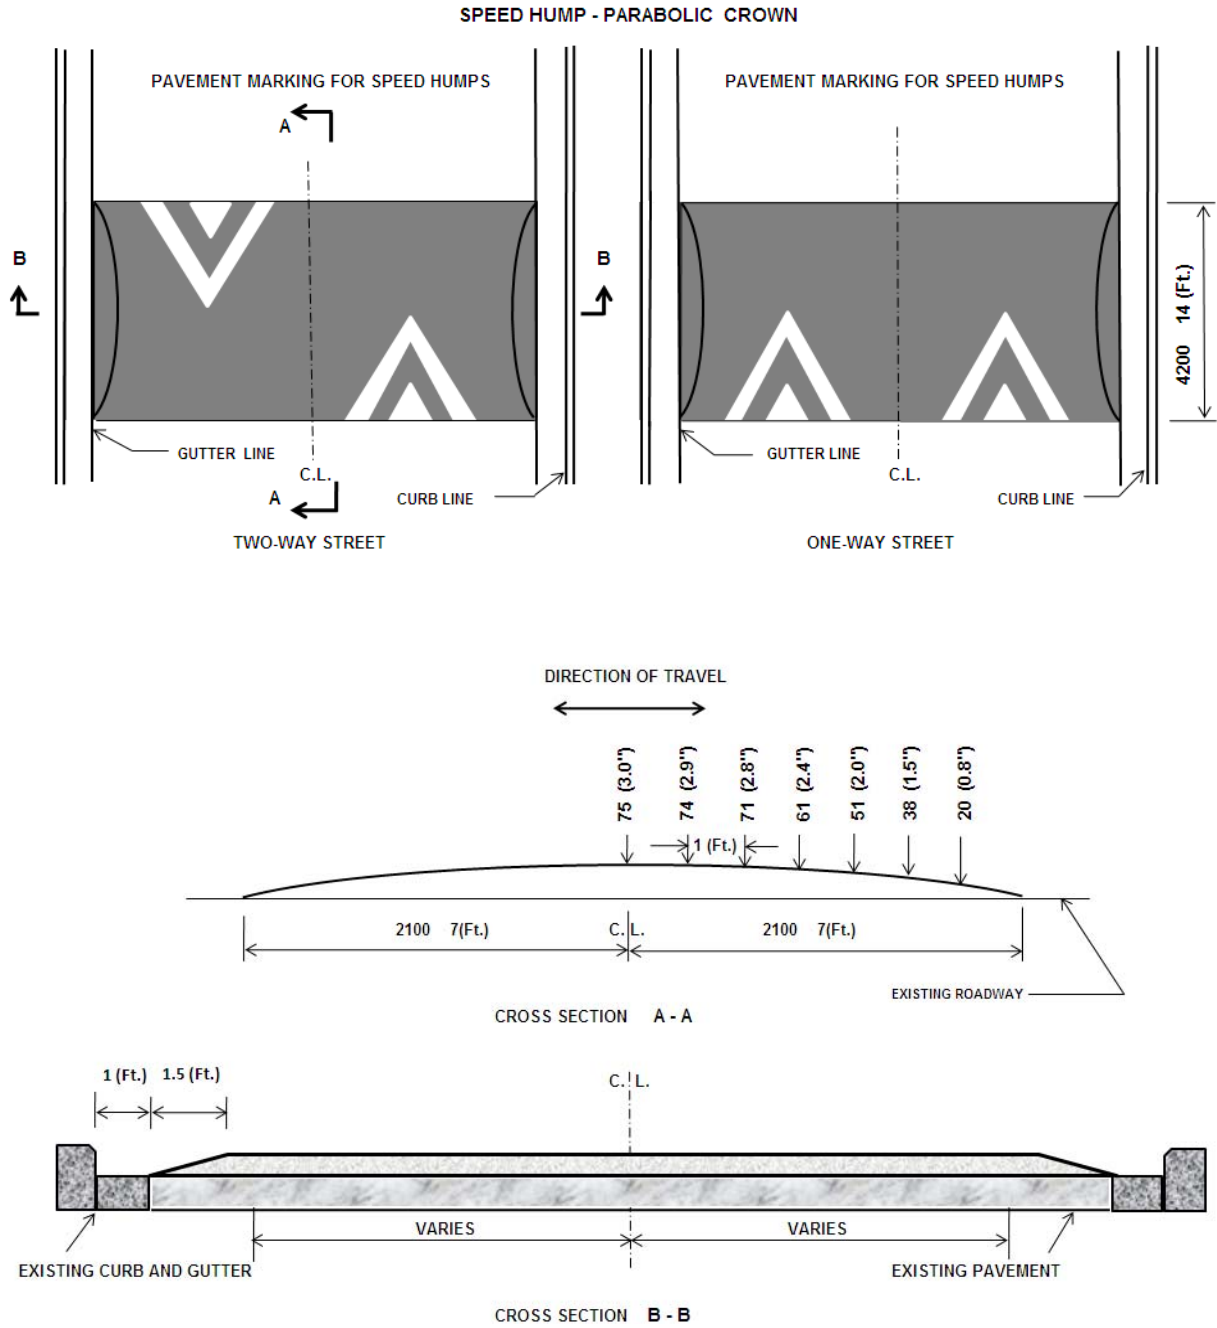 SPEED HUMP - PARABOLIC CROWN
PAVEMENT MARKING FOR SPEED HUMPS
PAVEMENT MARKING FOR SPEED HUMPS
A
B
B
4200 14 (Ft.)
GUTTER LINE
C.L.
A
CURB LINE
GUTTER LINE
C.L.
CURB LINE
TWO-WAY STREET
ONE-WAY STREET
DIRECTION OF TRAVEL
75 (3.0")
74 (2.9")
71 (2.8")
61 (2.4")
51 (2.0")
38 (1.5")
20 (0.8")
1 (Ft.)
2100 7(Ft.)
C.L.
2100 7(Ft.)
EXISTING ROADWAY
CROSS SECTION A - A
1 (Ft.)
1.5 (Ft.)
C.L.
VARIES
VARIES
EXISTING CURB AND GUTTER
EXISTING PAVEMENT
CROSS SECTION B - B